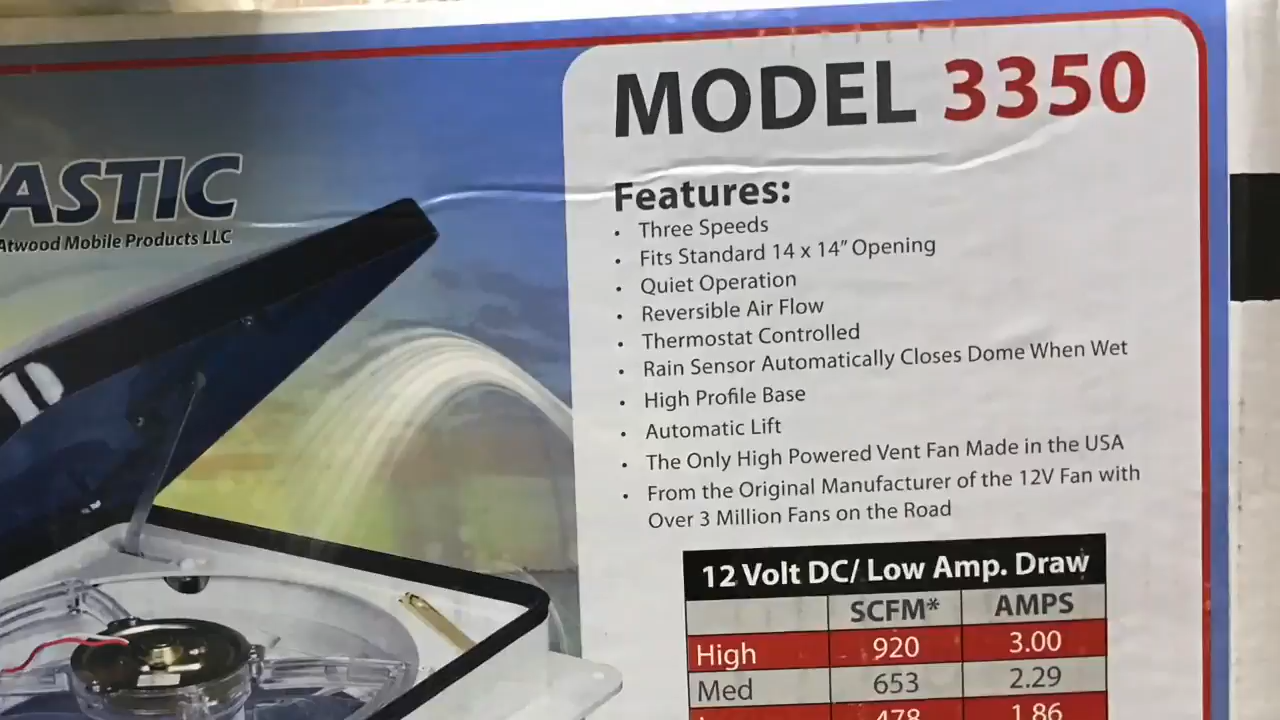 MODEL 3350
ASTIC
Atwood Mobile Products LLC
Features:
• Three Speeds
• Fits Standard 14 x 14” Opening
• Quiet Operation
• Reversible Air Flow
• Thermostat Controlled
• Rain Sensor Automatically Closes Dome When Wet
• High Profile Base
• Automatic Lift
• The Only High Powered Vent Fan Made in the USA
• From the Original Manufacturer of the 12V Fan with
Over 3 Million Fans on the Road
12 Volt DC/ Low Amp. Draw
SCFM* AMPS
High 920 3.00
Med 653 2.29
478 1.86